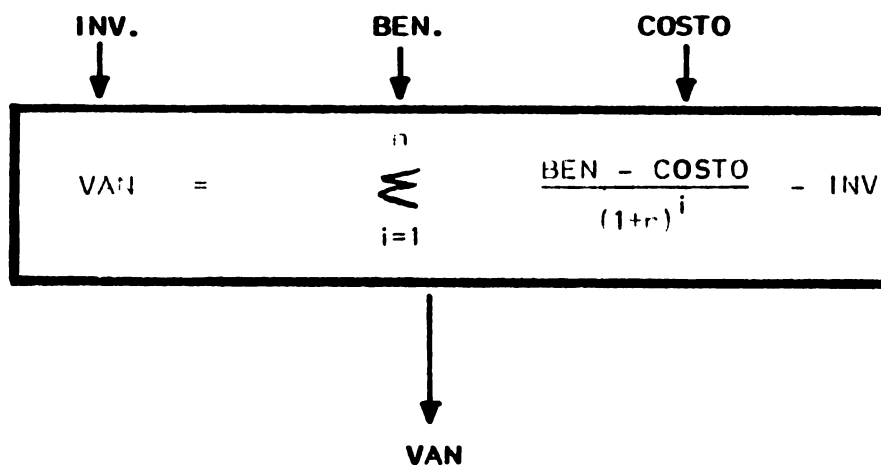 INV. BEN. COSTO
n
VAN = Σ BEN - COSTO - INV
(1+r)^i
i=1
VAN